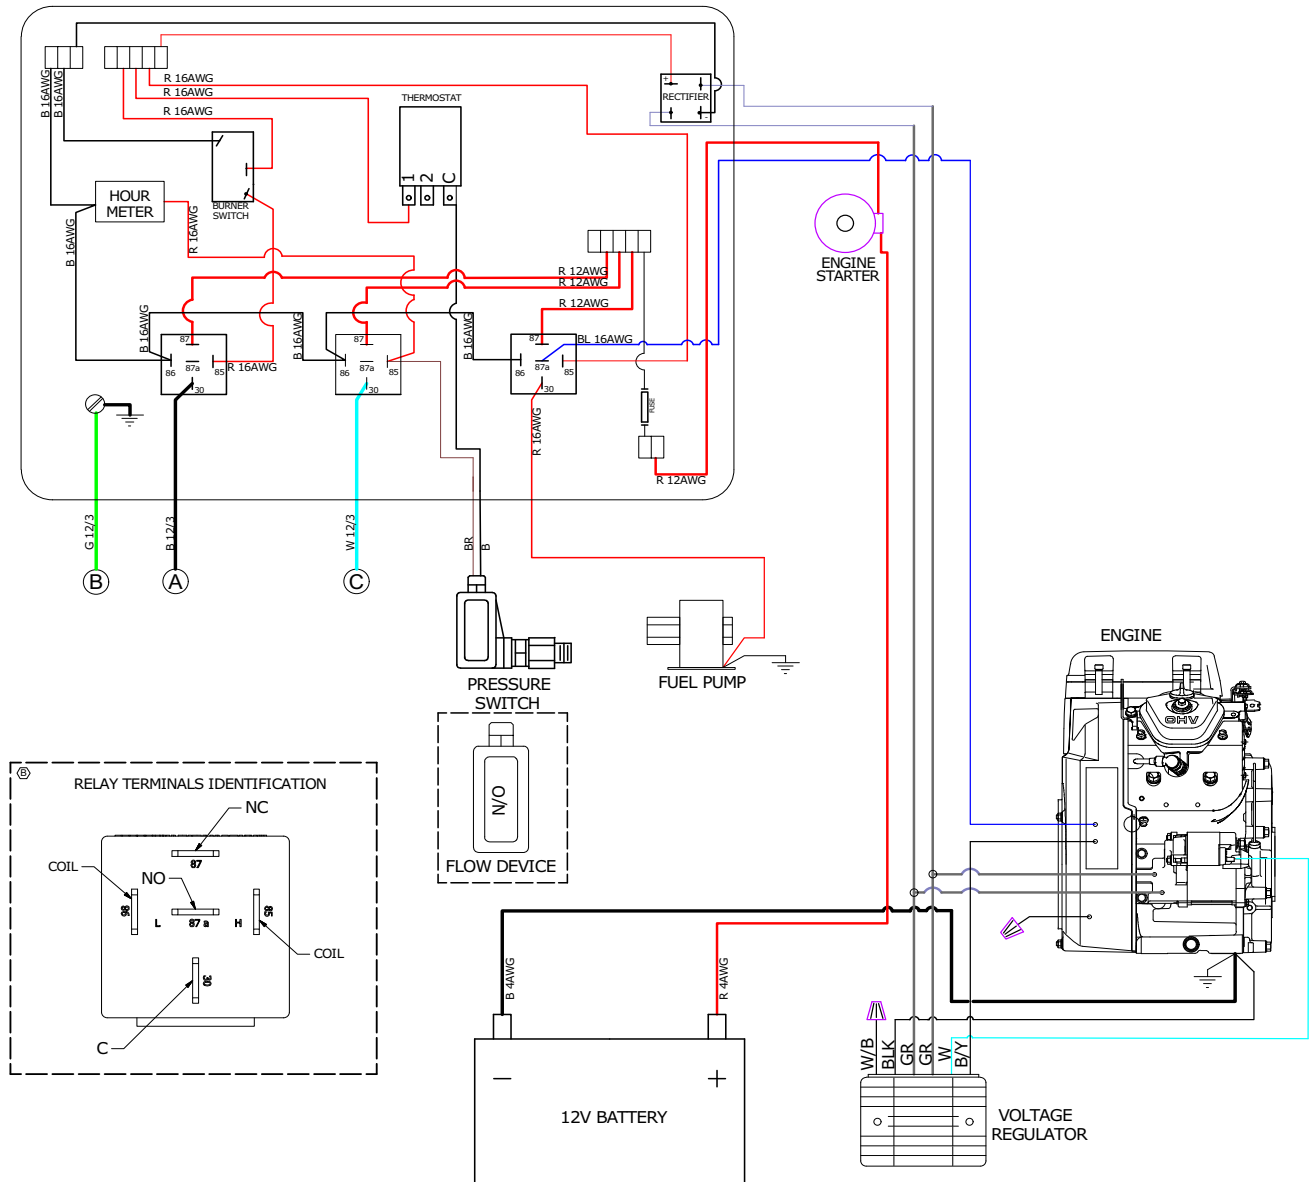 B 16AWG
B 16AWG
R 16AWG
R 16AWG
R 16AWG
THERMOSTAT
+
RECTIFIER
-
1
2
C
HOUR
METER
BURNER
SWITCH
B 16AWG
R 16AWG
R 12AWG
R 12AWG
R 12AWG
ENGINE
STARTER
B 16AWG
B 16AWG
B 16AWG
BL 16AWG
87
87a
86
85
30
R 16AWG
87
87a
86
85
30
87
87a
86
85
30
R 16AWG
FUSE
R 12AWG
G 12/3
B 12/3
W 12/3
BR
B
B
A
C
PRESSURE
SWITCH
FUEL PUMP
ENGINE
OHV
N/O
FLOW DEVICE
B
RELAY TERMINALS IDENTIFICATION
NC
COIL
87
NO
86
L
87 a
H
85
COIL
30
C
B 4AWG
R 4AWG
—
+
12V BATTERY
W/B
BLK
GR
GR
W
B/Y
VOLTAGE
REGULATOR